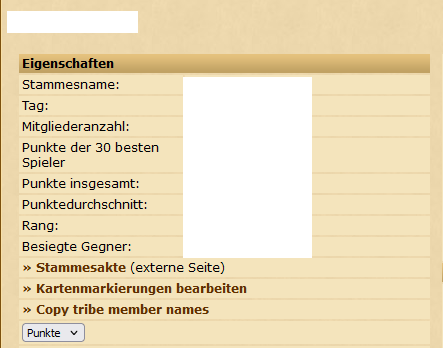 Eigenschaften
Stammesname:
Tag:
Mitgliederanzahl:
Punkte der 30 besten
Spieler
Punkte insgesamt:
Punktedurchschnitt:
Rang:
Besiegte Gegner:
» Stammesakte (externe Seite)
» Kartenmarkierungen bearbeiten
» Copy tribe member names
Punkte